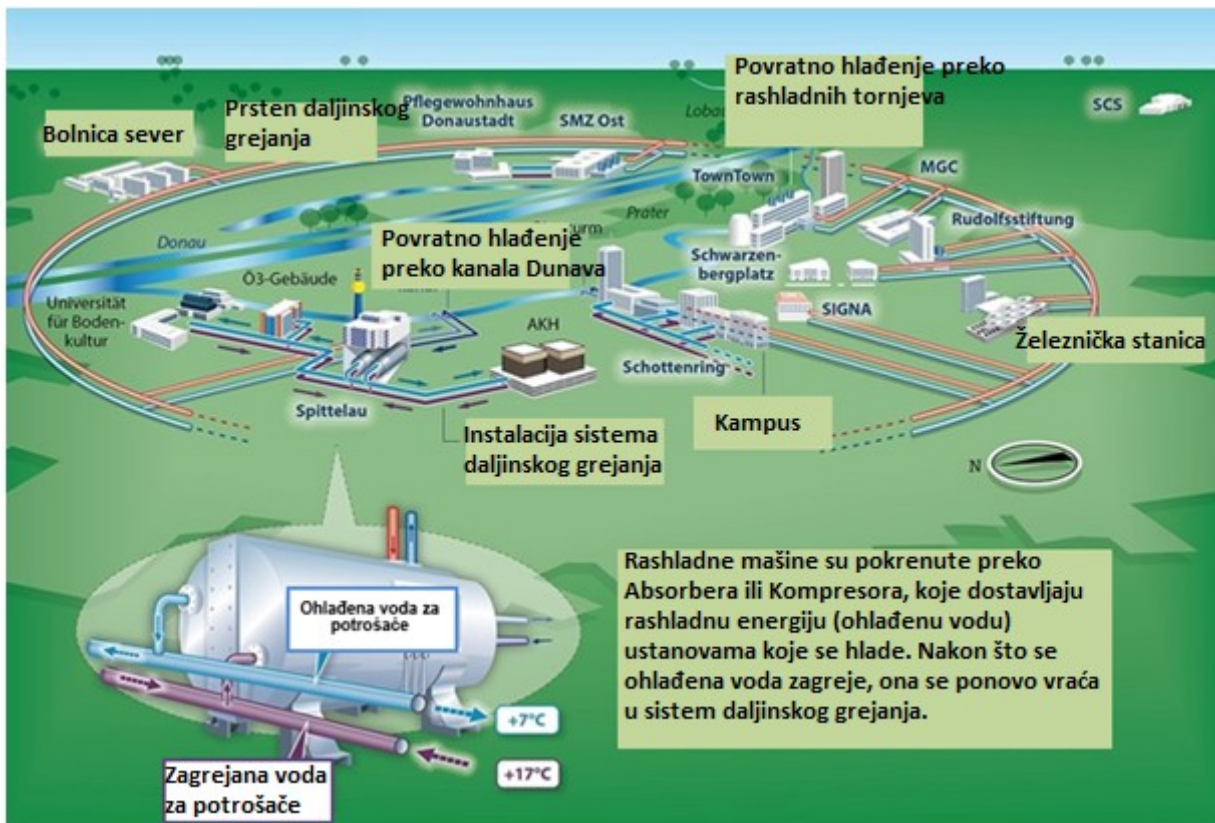 Povratno hlađenje preko
rashladnih tornjeva
SCS
Prsten daljinskog
grejanja
Pflegewohnhaus
Donaustadt
SMZ Ost
Bolnica sever
TownTown
MGC
Rudolfsstiftung
Prater
Donau
Povratno hlađenje
preko kanala Dunava
Schwarzen-
bergplatz
Ö3-Gebäude
Universität
für Boden-
kultur
AKH
SIGNA
Železnička stanica
Schottenring
Spittelau
Kampus
Instalacija sistema
daljinskog grejanja
N
Rashladne mašine su pokrenute preko
Absorbera ili Kompresora, koje dostavljaju
rashladnu energiju (ohlađenu vodu)
ustanovama koje se hlade. Nakon što se
ohlađena voda zagreje, ona se ponovo vraća
u sistem daljinskog grejanja.
Ohlađena voda za
potrošače
+7°C
+17°C
Zagrejana voda
za potrošače